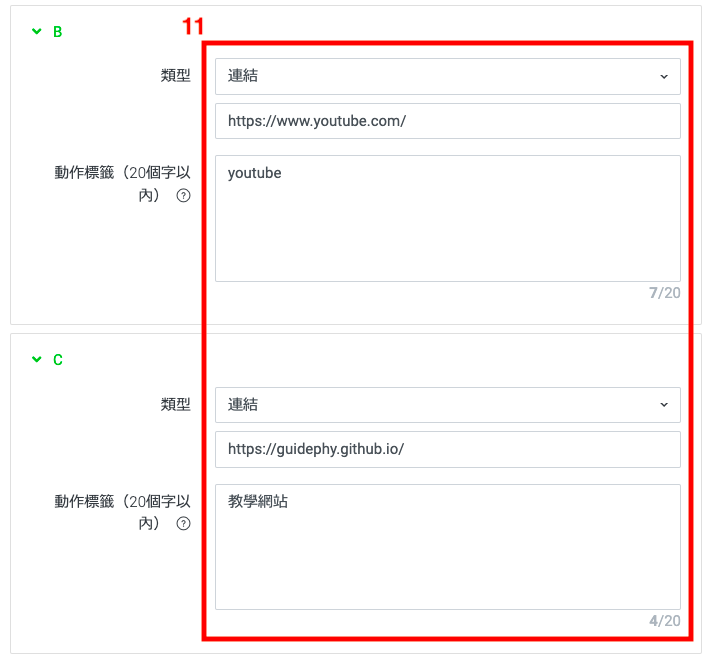 11
B
類型
連結
https://www.youtube.com/
動作標籤（20個字以
內） ?
youtube
7/20
C
類型
連結
https://guidephy.github.io/
動作標籤（20個字以
內） ?
教學網站
4/20